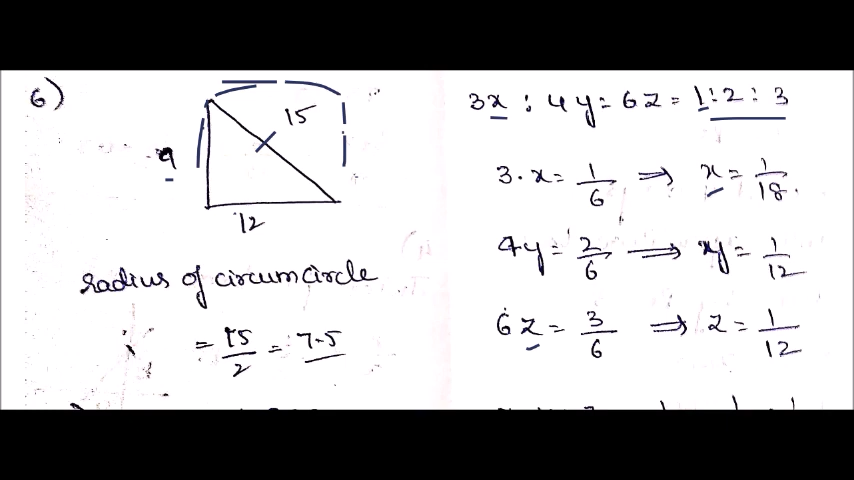 6)
15
9
12
radius of circumcircle
= 15/2 = 7.5
3x : 4y = 6z = 1:2:3
3·x = 1/6 ⇒ x = 1/18
4y = 2/6 ⇒ y = 1/12
6z = 3/6 ⇒ z = 1/12